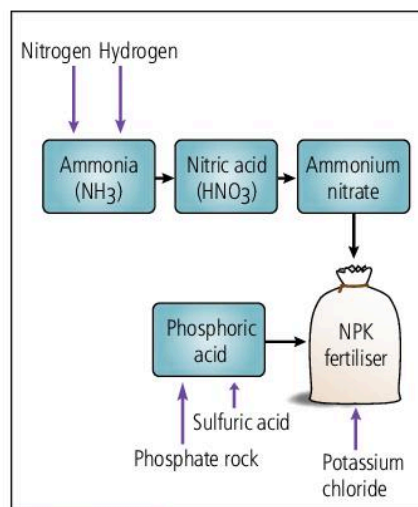 Nitrogen Hydrogen
Ammonia
(NH3)
Nitric acid
(HNO3)
Ammonium
nitrate
Phosphoric
acid
NPK
fertiliser
Sulfuric acid
Phosphate rock
Potassium
chloride